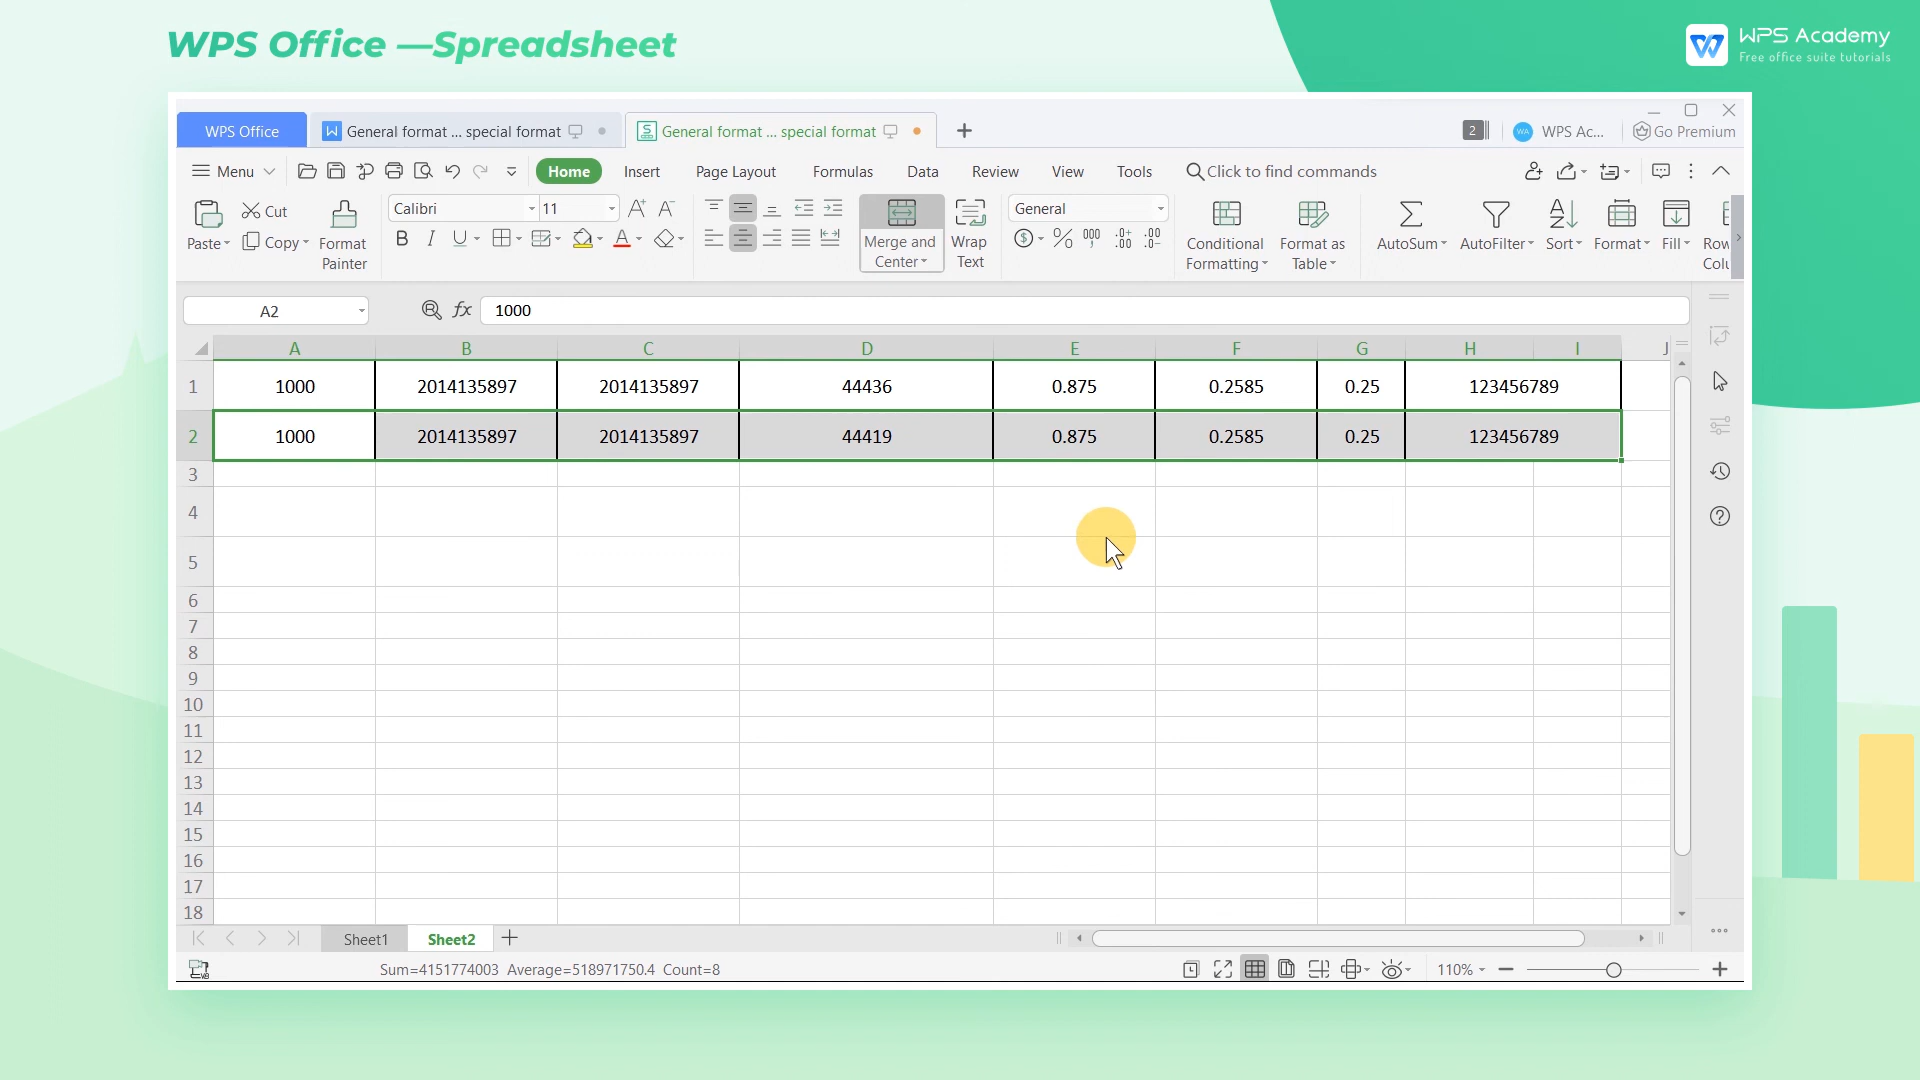 WPS Office —Spreadsheet
WPS Academy
Free office suite tutorials
WPS Office
General format ... special format
General format ... special format
2
WPS Ac...
Go Premium
Menu
Home
Insert
Page Layout
Formulas
Data
Review
View
Tools
Click to find commands
Paste
Cut
Copy
Format Painter
Calibri
11
Merge and Center
Wrap Text
General
Conditional Formatting
Format as Table
AutoSum
AutoFilter
Sort
Format
Fill
Row
Colu
A2
fx
1000
A B C D E F G H I J
1 1000 2014135897 2014135897 44436 0.875 0.2585 0.25 123456789
2 1000 2014135897 2014135897 44419 0.875 0.2585 0.25 123456789
3
4
5
6
7
8
9
10
11
12
13
14
15
16
17
18
Sheet1
Sheet2
Sum=4151774003 Average=518971750.4 Count=8
110%